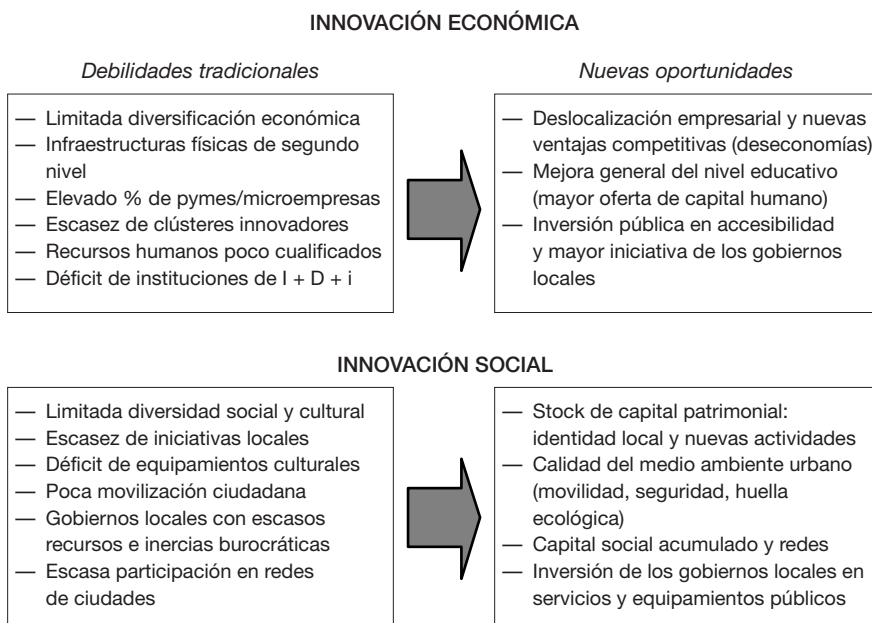 INNOVACIÓN ECONÓMICA
Debilidades tradicionales
Nuevas oportunidades
— Limitada diversificación económica
— Infraestructuras físicas de segundo
nivel
— Elevado % de pymes/microempresas
— Escasez de clústeres innovadores
— Recursos humanos poco cualificados
— Déficit de instituciones de I + D + i
— Deslocalización empresarial y nuevas
ventajas competitivas (deseconomías)
— Mejora general del nivel educativo
(mayor oferta de capital humano)
— Inversión pública en accesibilidad
y mayor iniciativa de los gobiernos
locales
INNOVACIÓN SOCIAL
— Limitada diversidad social y cultural
— Escasez de iniciativas locales
— Déficit de equipamientos culturales
— Poca movilización ciudadana
— Gobiernos locales con escasos
recursos e inercias burocráticas
— Escasa participación en redes
de ciudades
— Stock de capital patrimonial:
identidad local y nuevas actividades
— Calidad del medio ambiente urbano
(movilidad, seguridad, huella
ecológica)
— Capital social acumulado y redes
— Inversión de los gobiernos locales en
servicios y equipamientos públicos